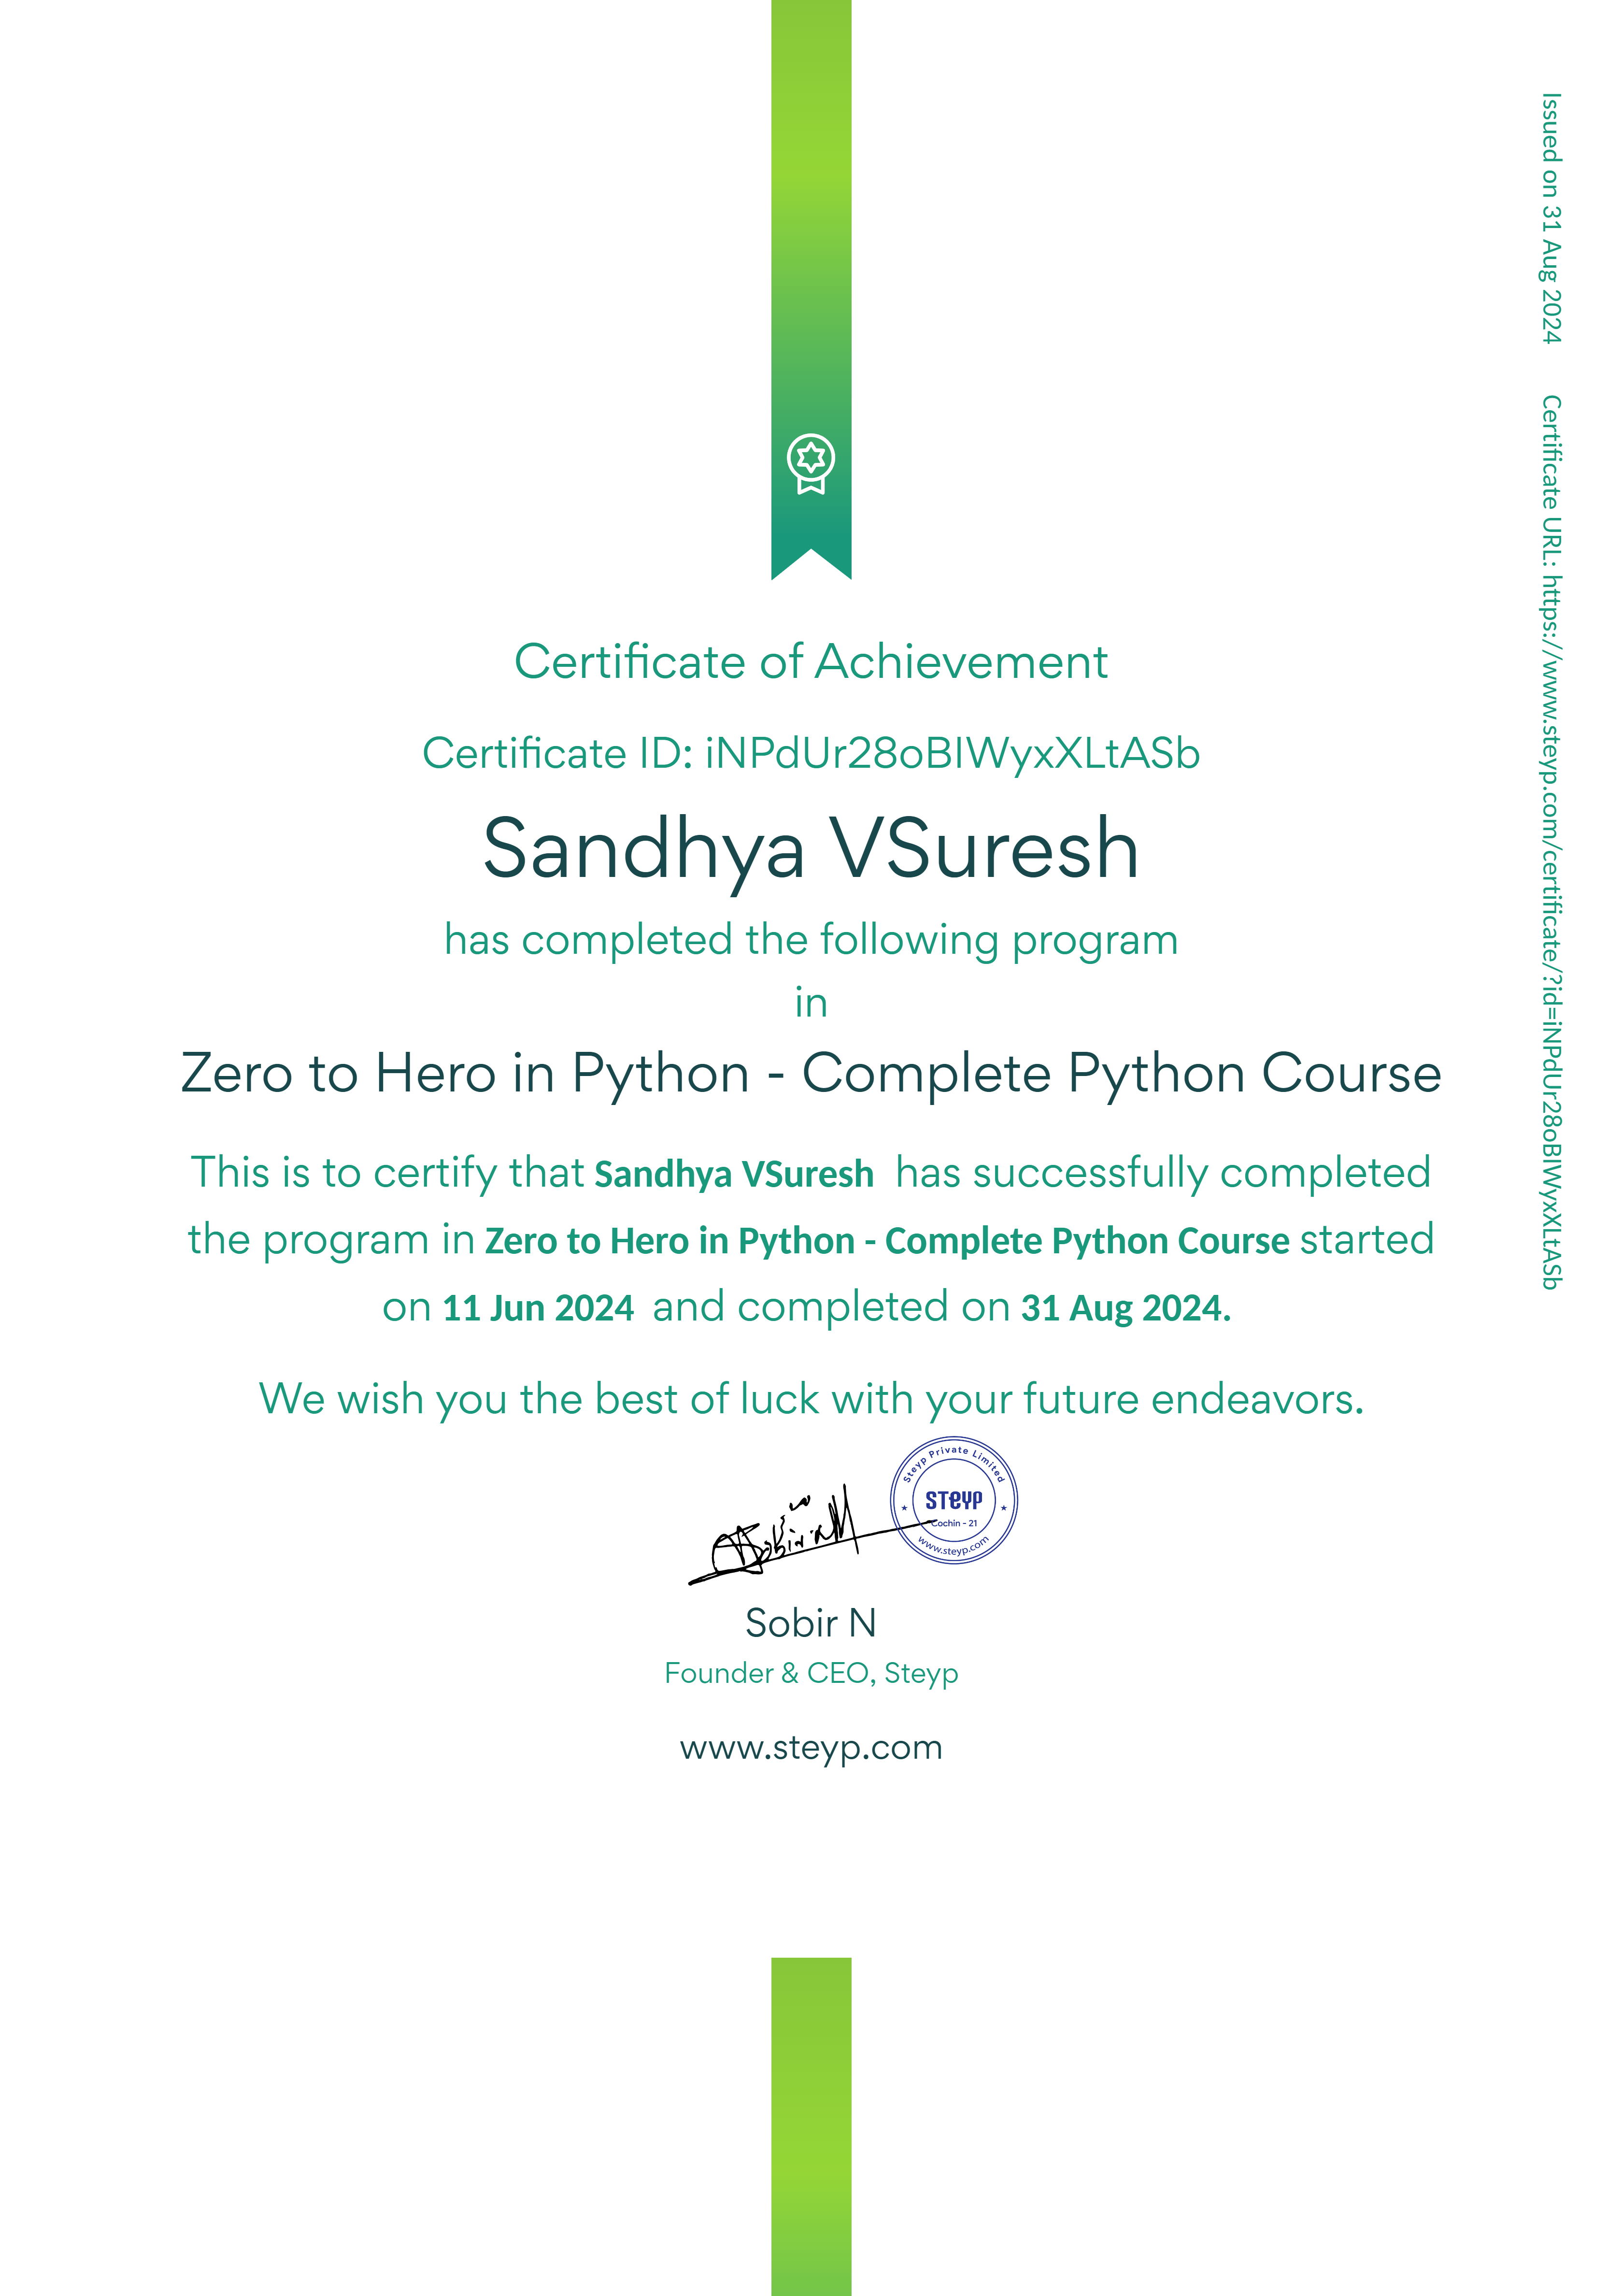 Issued on 31 Aug 2024
Certificate URL: https://www.steyp.com/certificate/?id=iNPdUr28oBIWyxXLtASb
Certificate of Achievement
Certificate ID: iNPdUr28oBIWyxXLtASb
Sandhya VSuresh
has completed the following program
in
Zero to Hero in Python - Complete Python Course
This is to certify that Sandhya VSuresh has successfully completed
the program in Zero to Hero in Python - Complete Python Course started
on 11 Jun 2024 and completed on 31 Aug 2024.
We wish you the best of luck with your future endeavors.
Steyp Private Limited
STEYP
Cochin - 21
www.steyp.com
Sobir N
Founder & CEO, Steyp
www.steyp.com